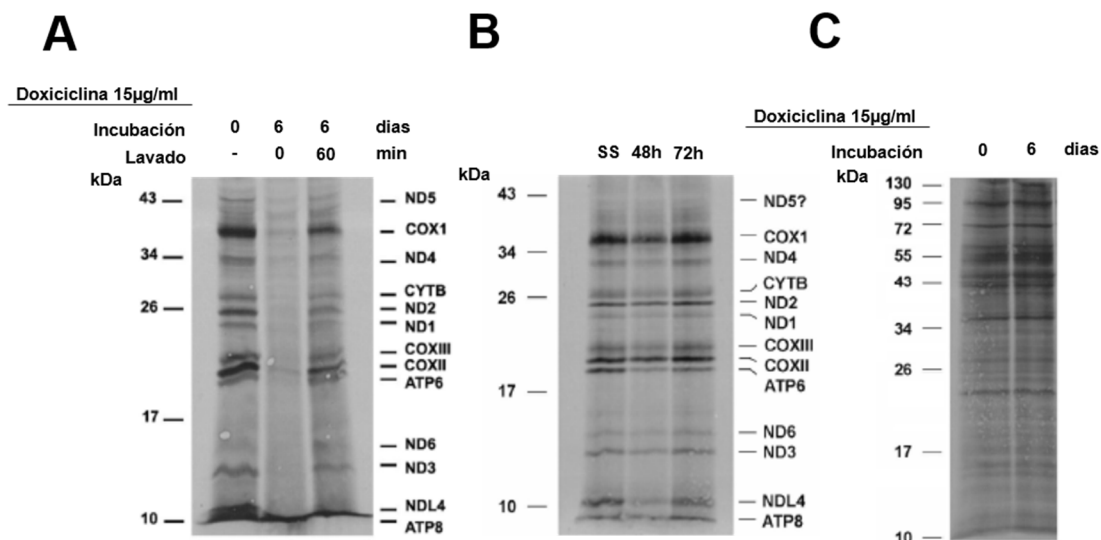 A
Doxiciclina 15µg/ml
Incubación 0 6 6 dias
Lavado - 0 60 min
kDa
43
34
26
17
10
ND5
COX1
ND4
CYTB
ND2
ND1
COXIII
COXII
ATP6
ND6
ND3
NDL4
ATP8
B
SS 48h 72h
kDa
43
34
26
17
10
ND5?
COX1
ND4
CYTB
ND2
ND1
COXIII
COXII
ATP6
ND6
ND3
NDL4
ATP8
C
Doxiciclina 15µg/ml
Incubación 0 6 dias
kDa
130
95
72
55
43
34
26
17
10